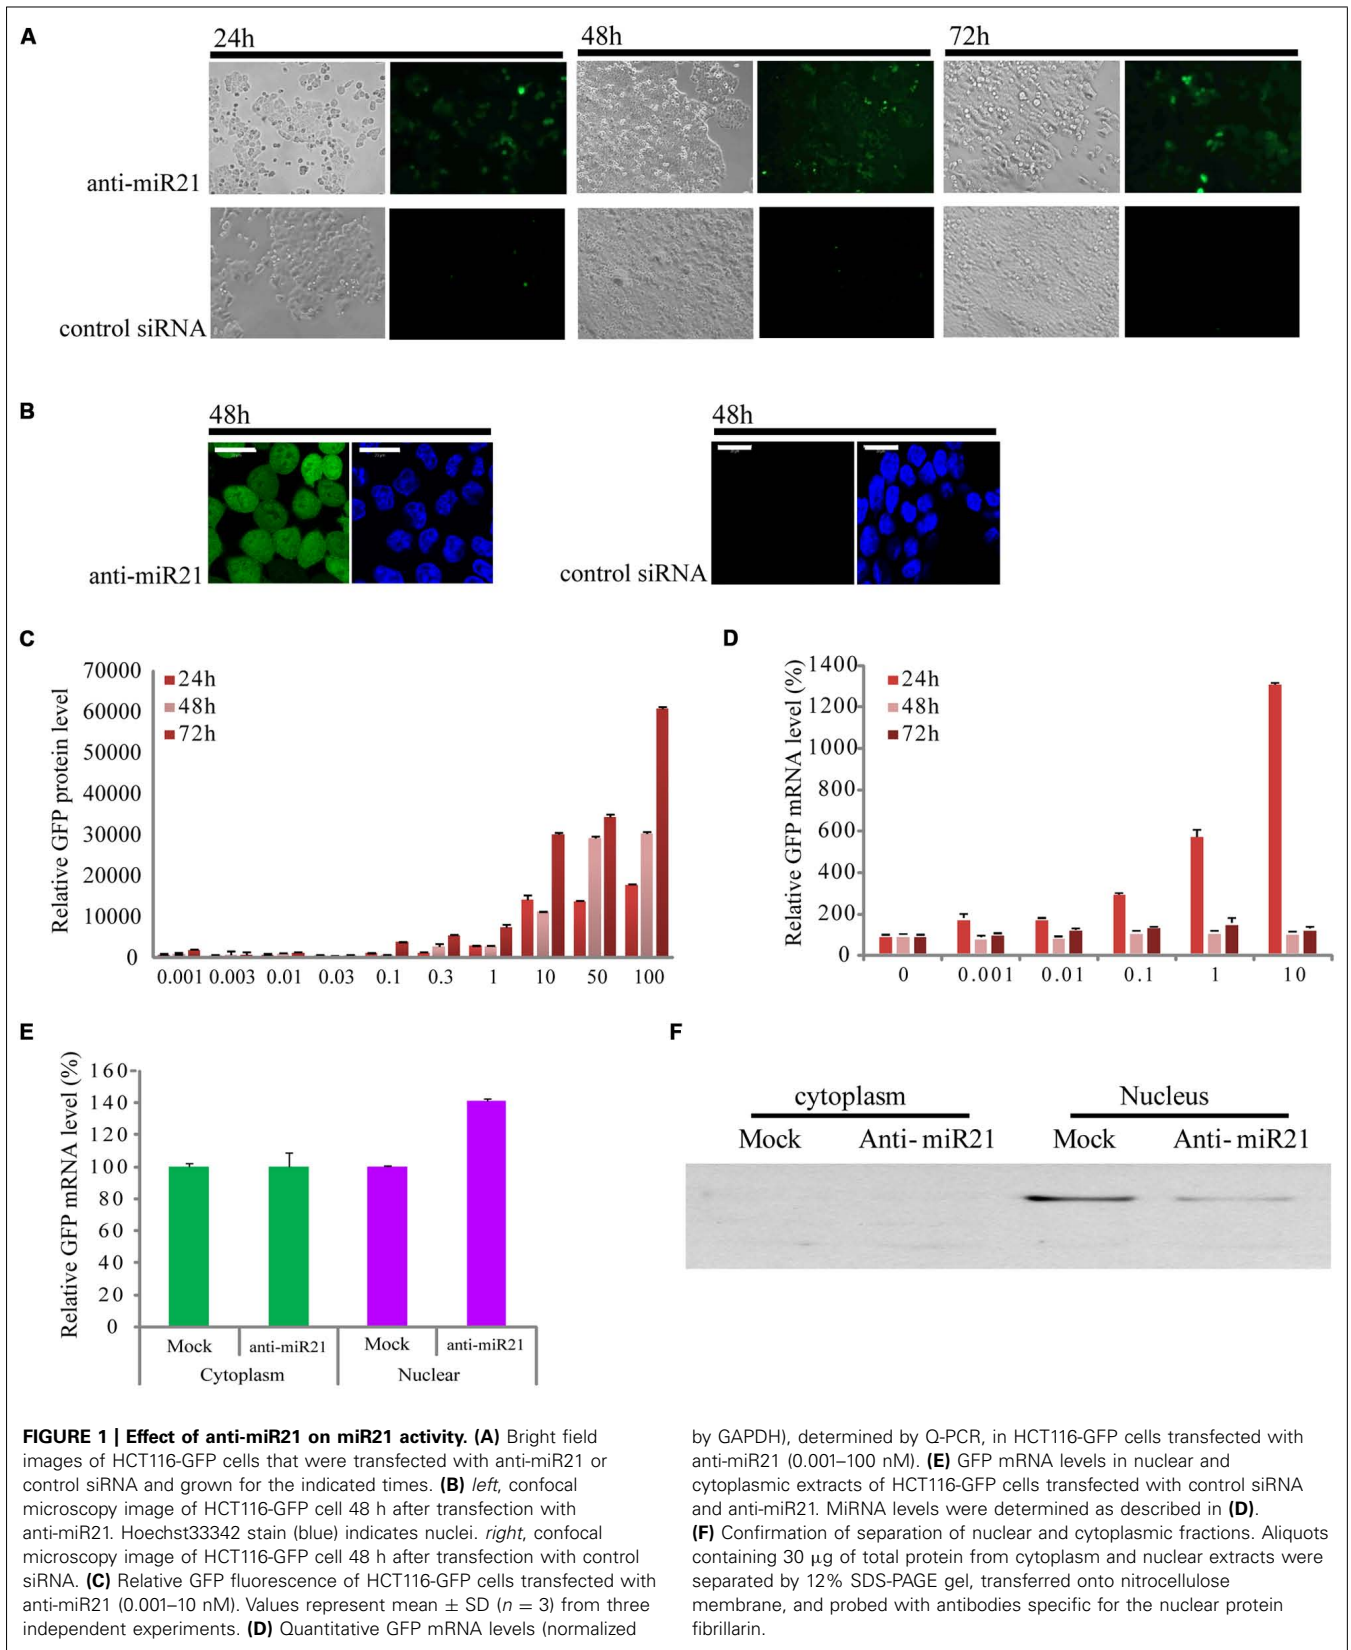 A
24h
48h
72h
anti-miR21
control siRNA
B
48h
48h
anti-miR21
control siRNA
C
Relative GFP protein level
70000
60000
50000
40000
30000
20000
10000
0
24h
48h
72h
0.001 0.003 0.01 0.03 0.1 0.3 1 10 50 100
D
Relative GFP mRNA level (%)
1400
1200
1000
800
600
400
200
0
24h
48h
72h
0 0.001 0.01 0.1 1 10
E
Relative GFP mRNA level (%)
160
140
120
100
80
60
40
20
0
Mock anti-miR21 Mock anti-miR21
Cytoplasm Nuclear
F
cytoplasm Nucleus
Mock Anti- miR21 Mock Anti- miR21
FIGURE 1 | Effect of anti-miR21 on miR21 activity. (A) Bright field
images of HCT116-GFP cells that were transfected with anti-miR21 or
control siRNA and grown for the indicated times. (B) left, confocal
microscopy image of HCT116-GFP cell 48 h after transfection with
anti-miR21. Hoechst33342 stain (blue) indicates nuclei. right, confocal
microscopy image of HCT116-GFP cell 48 h after transfection with control
siRNA. (C) Relative GFP fluorescence of HCT116-GFP cells transfected with
anti-miR21 (0.001–10 nM). Values represent mean ± SD (n = 3) from three
independent experiments. (D) Quantitative GFP mRNA levels (normalized
by GAPDH), determined by Q-PCR, in HCT116-GFP cells transfected with
anti-miR21 (0.001–100 nM). (E) GFP mRNA levels in nuclear and
cytoplasmic extracts of HCT116-GFP cells transfected with control siRNA
and anti-miR21. MiRNA levels were determined as described in (D).
(F) Confirmation of separation of nuclear and cytoplasmic fractions. Aliquots
containing 30 μg of total protein from cytoplasm and nuclear extracts were
separated by 12% SDS-PAGE gel, transferred onto nitrocellulose
membrane, and probed with antibodies specific for the nuclear protein
fibrillarin.